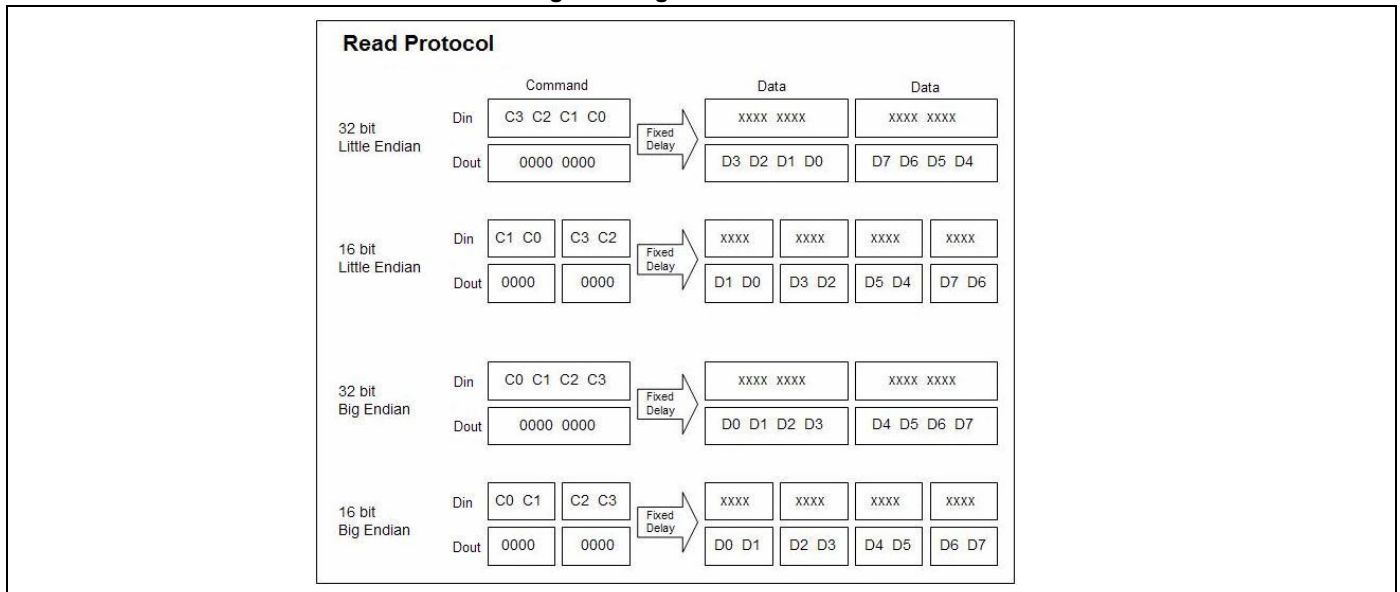 Read Protocol
Command Data Data
32 bit
Little Endian
Din C3 C2 C1 C0 Fixed Delay xxxx xxxx xxxx xxxx
Dout 0000 0000 D3 D2 D1 D0 D7 D6 D5 D4
16 bit
Little Endian
Din C1 C0 C3 C2 Fixed Delay xxxx xxxx xxxx xxxx
Dout 0000 0000 D1 D0 D3 D2 D5 D4 D7 D6
32 bit
Big Endian
Din C0 C1 C2 C3 Fixed Delay xxxx xxxx xxxx xxxx
Dout 0000 0000 D0 D1 D2 D3 D4 D5 D6 D7
16 bit
Big Endian
Din C0 C1 C2 C3 Fixed Delay xxxx xxxx xxxx xxxx
Dout 0000 0000 D0 D1 D2 D3 D4 D5 D6 D7